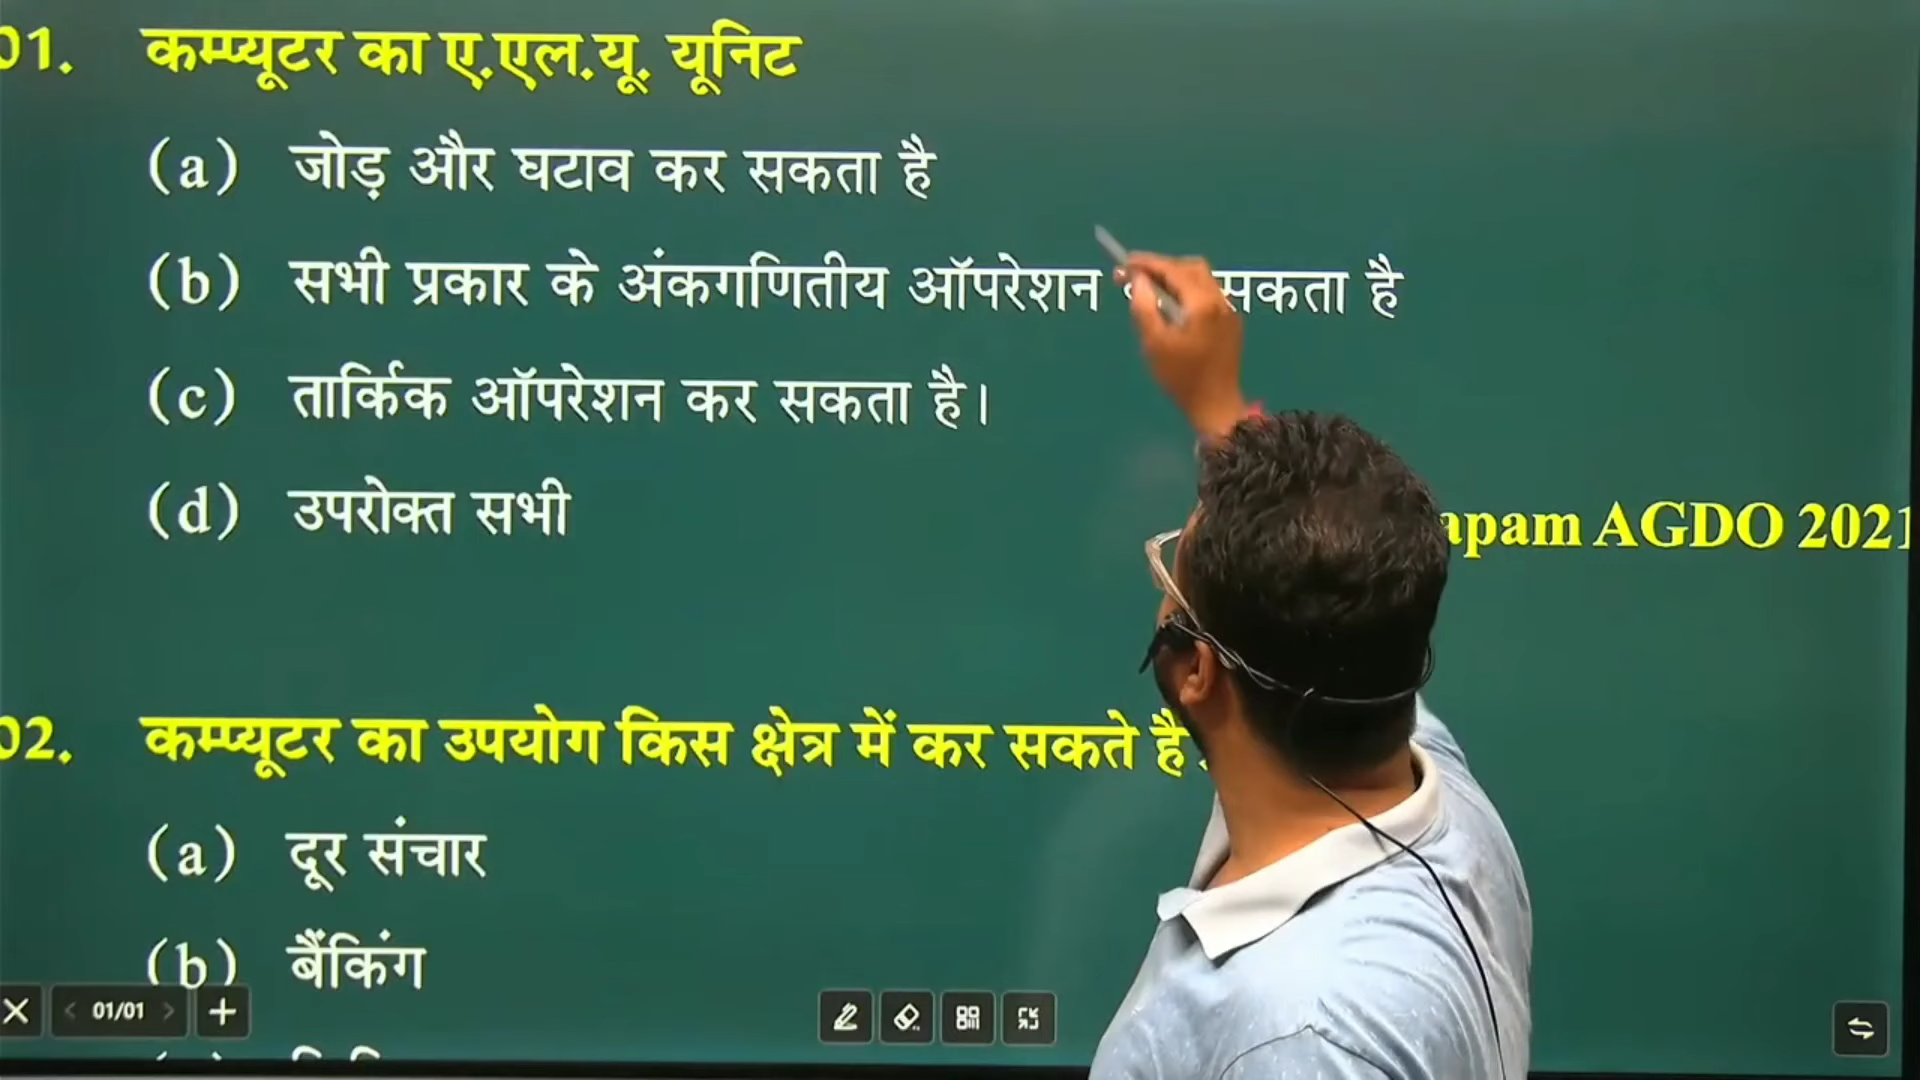 01. कम्प्यूटर का ए.एल.यू. यूनिट
(a) जोड़ और घटाव कर सकता है
(b) सभी प्रकार के अंकगणितीय ऑपरेशन सकता है
(c) तार्किक ऑपरेशन कर सकता है।
(d) उपरोक्त सभी
apam AGDO 2021
02. कम्प्यूटर का उपयोग किस क्षेत्र में कर सकते है
(a) दूर संचार
(b) बैंकिंग
01/01